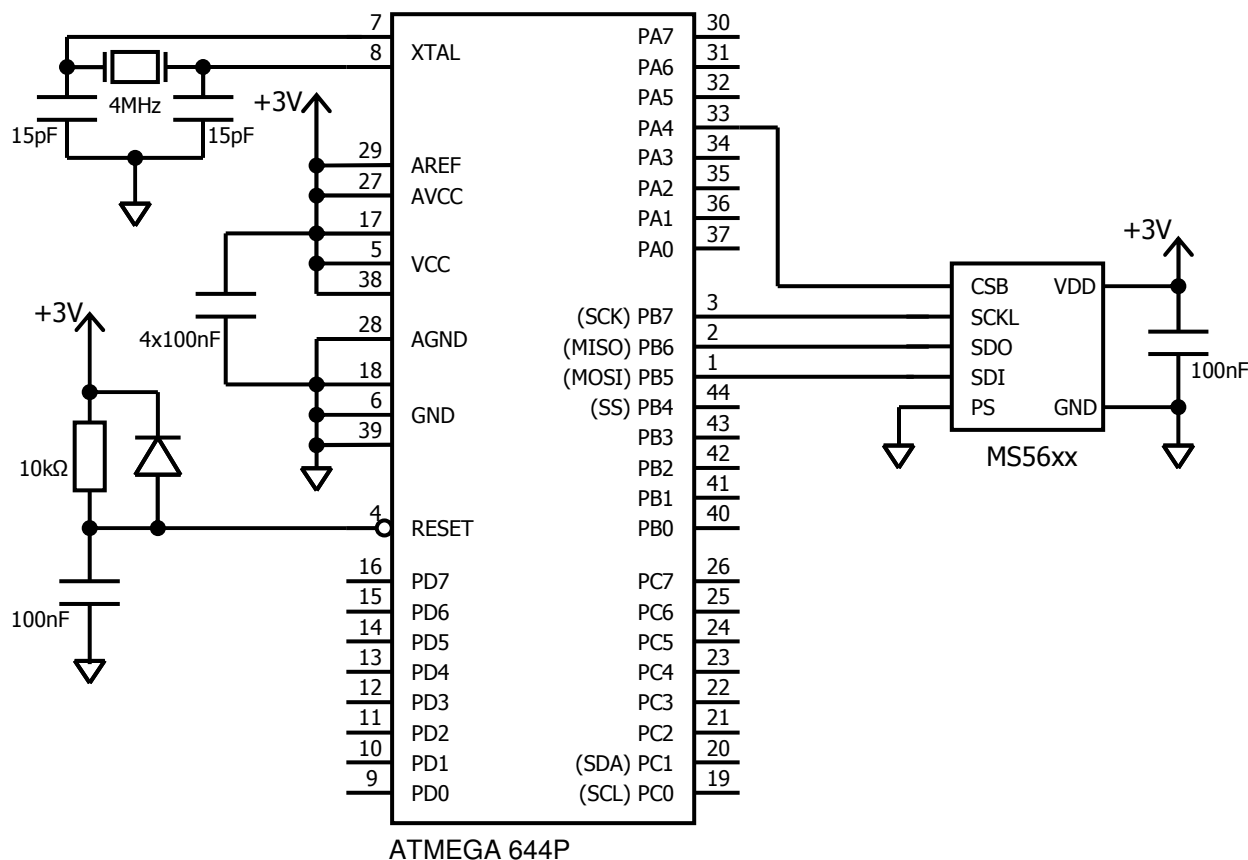 7
8
XTAL
4MHz
15pF
15pF
+3V
29
AREF
27
AVCC
17
5
VCC
38
4x100nF
28
AGND
18
6
GND
39
+3V
10kΩ
4
RESET
100nF
16
PD7
15
PD6
14
PD5
13
PD4
12
PD3
11
PD2
10
PD1
9
PD0
PA7
30
PA6
31
PA5
32
PA4
33
PA3
34
PA2
35
PA1
36
PA0
37
(SCK) PB7
3
(MISO) PB6
2
(MOSI) PB5
1
(SS) PB4
44
PB3
43
PB2
42
PB1
41
PB0
40
PC7
26
PC6
25
PC5
24
PC4
23
PC3
22
PC2
21
(SDA) PC1
20
(SCL) PC0
19
ATMEGA 644P
+3V
CSB VDD
SCKL
SDO
SDI
PS GND
100nF
MS56xx